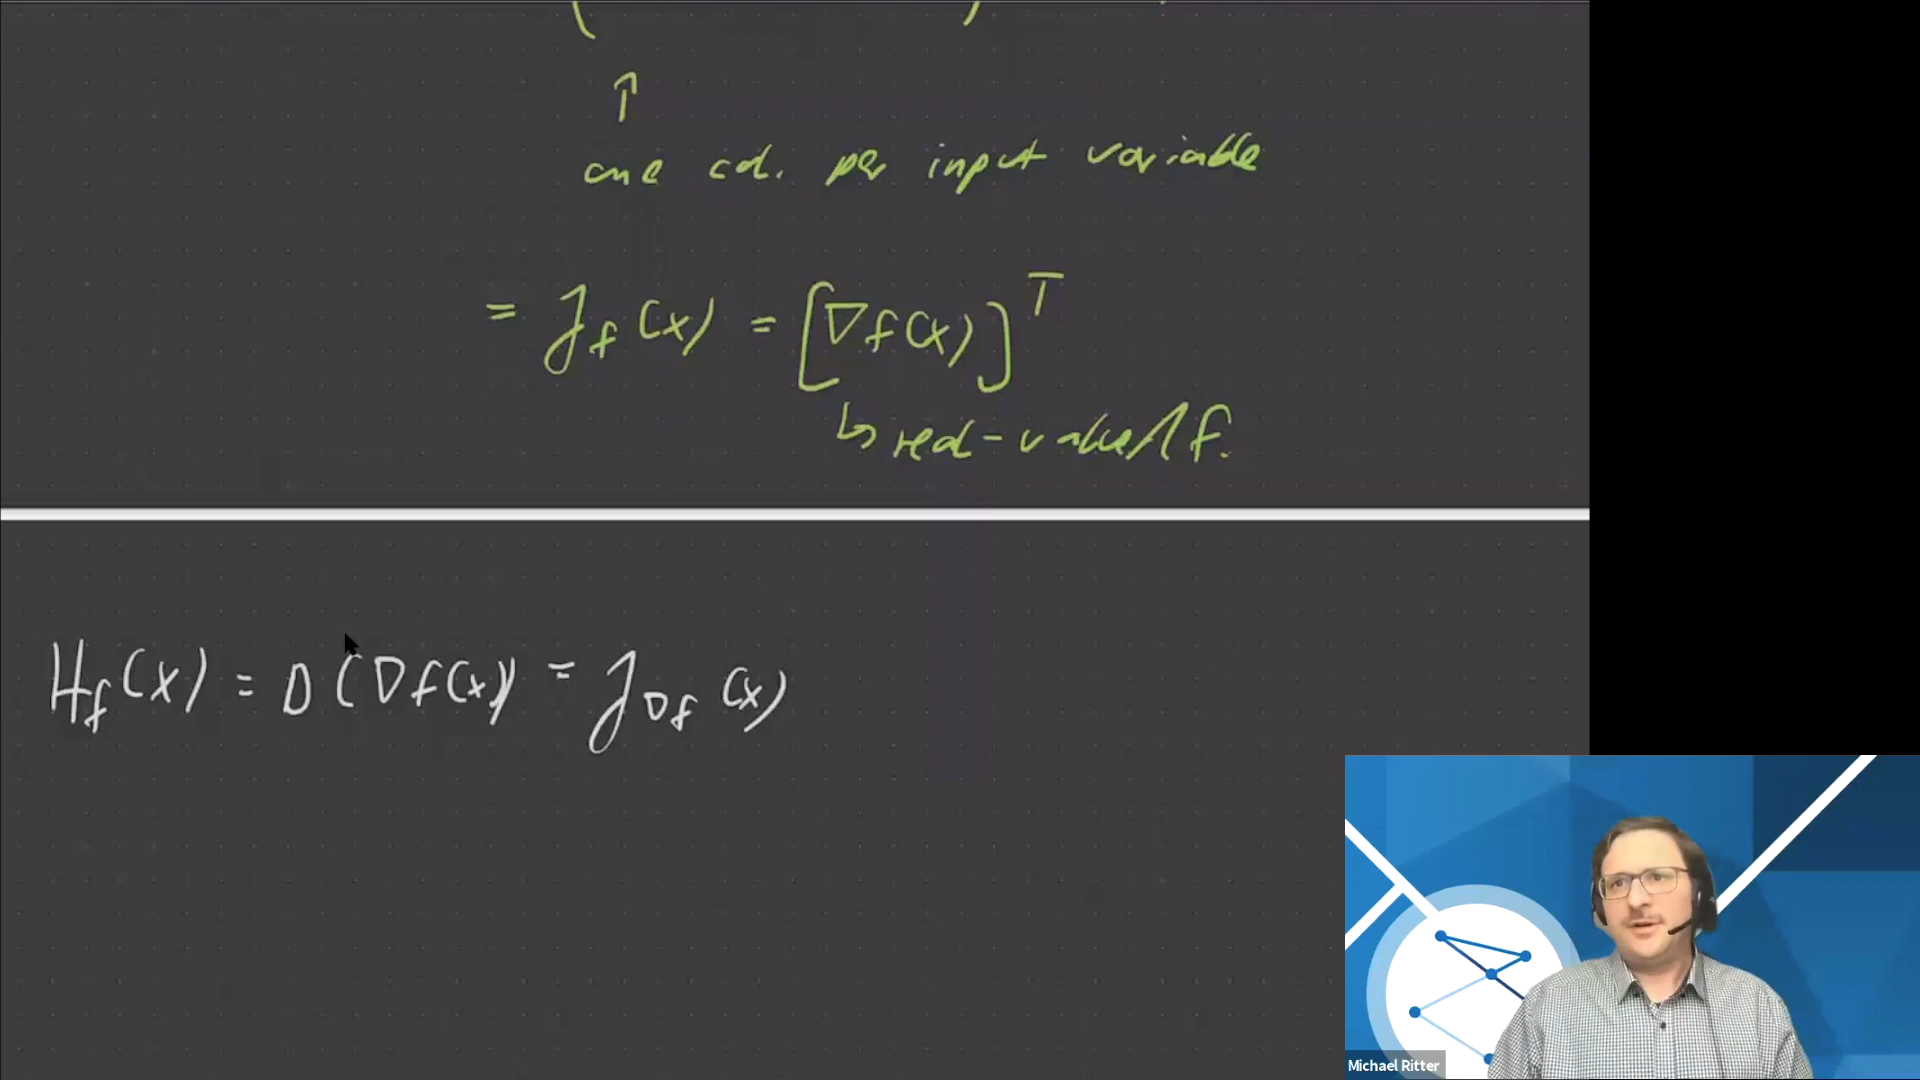 ↑
one col. per input variable
= J_f (x) = [∇f(x)]^T
↳ real-valued f.
H_f(x) = D (∇f(x)) = J_∇f (x)
Michael Ritter